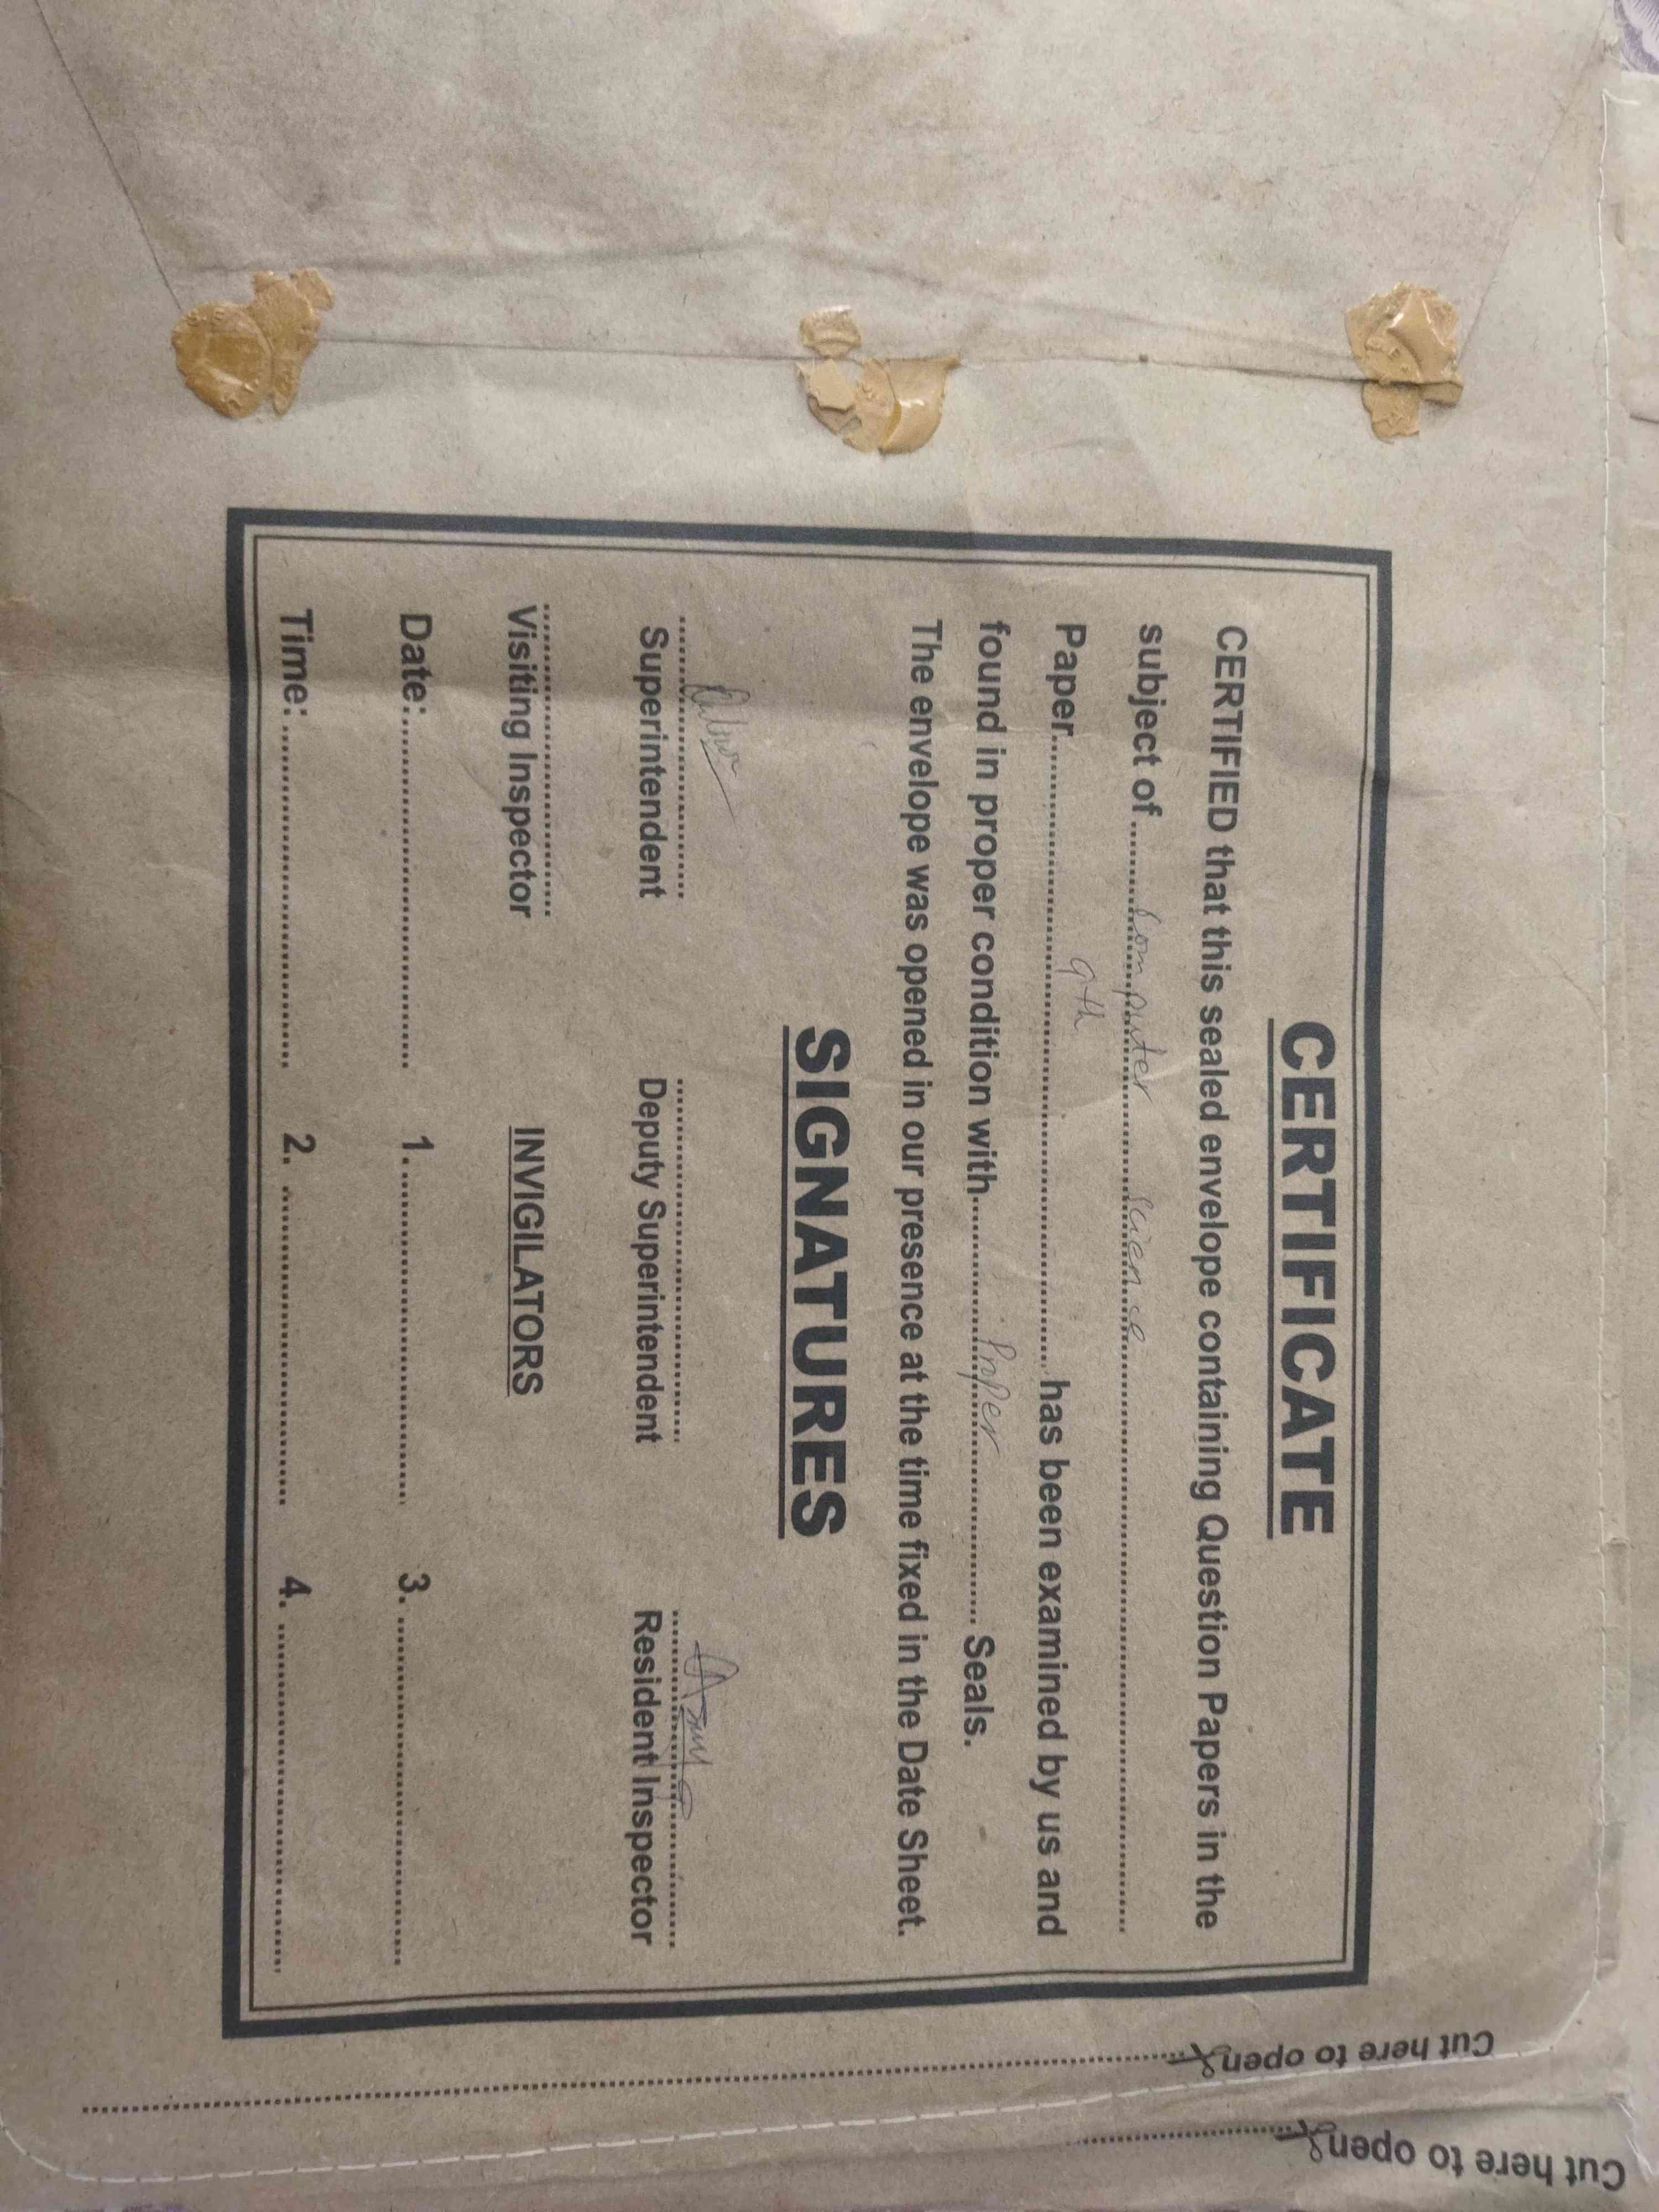 CERTIFICATE
CERTIFIED that this sealed envelope containing Question Papers in the
subject of ........ Computer Science ........
Paper ........ 9th ........ has been examined by us and
found in proper condition with ........ Proper ........ Seals.
The envelope was opened in our presence at the time fixed in the Date Sheet.
SIGNATURES
Superintendent Deputy Superintendent Resident Inspector
Visiting Inspector INVIGILATORS
Date: ........ 1. ........ 3. ........
Time: ........ 2. ........ 4. ........
Cut here to open
Cut here to open